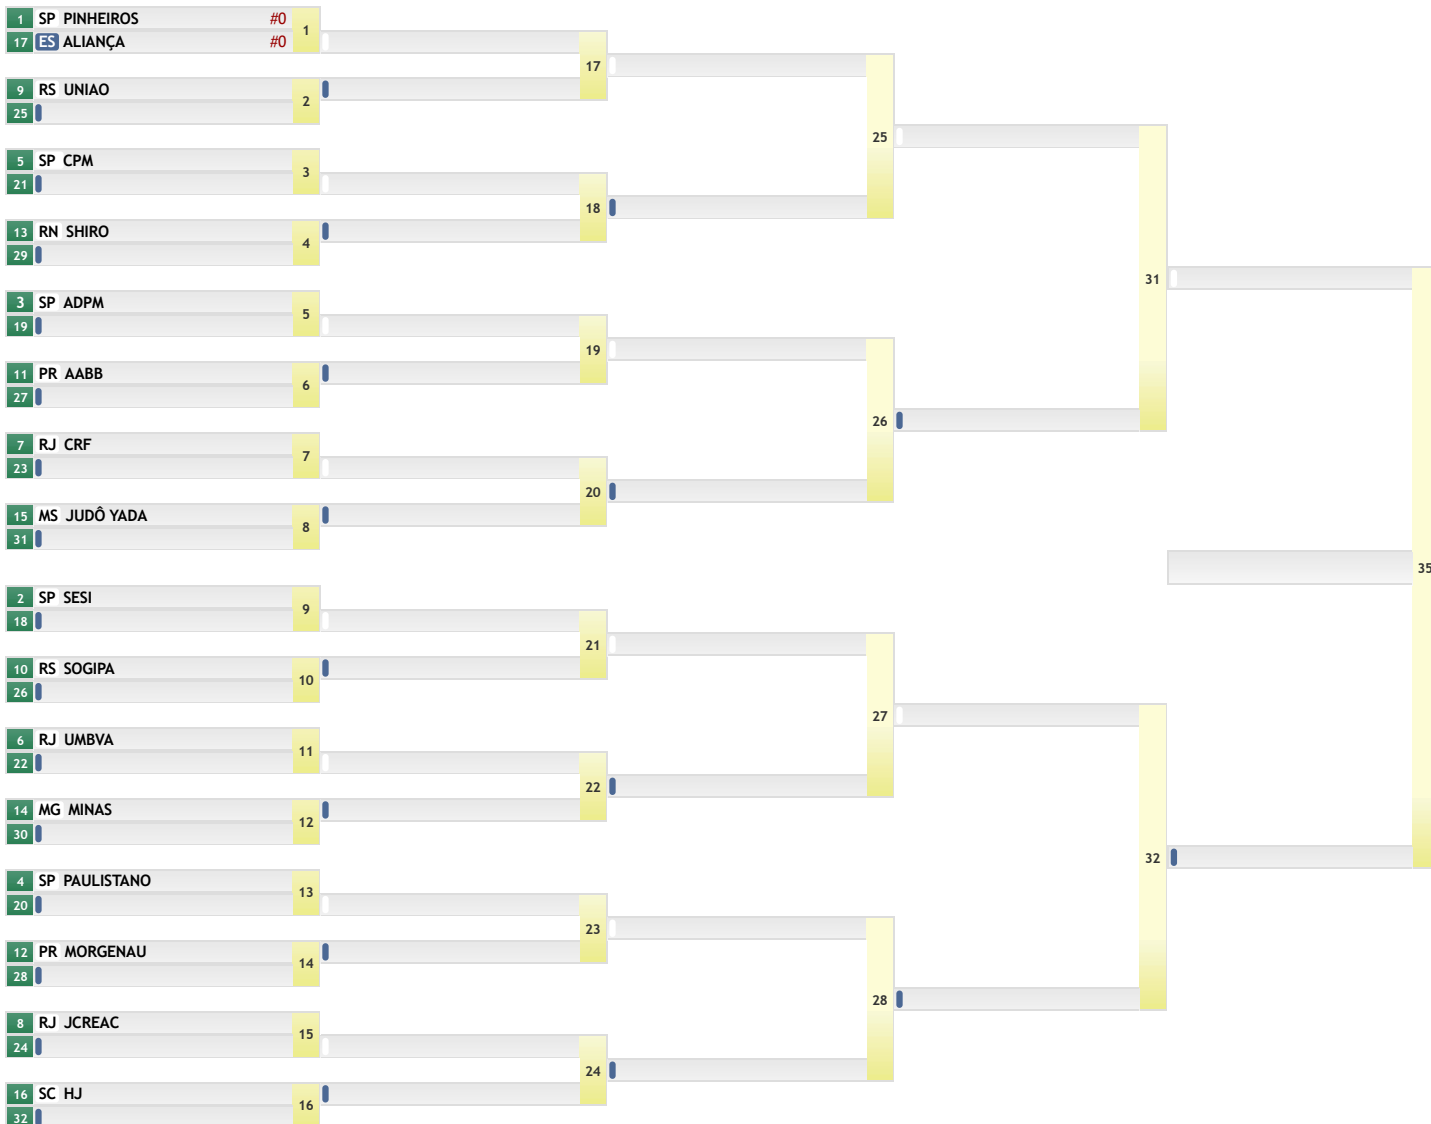 1 SP PINHEIROS #0
1
17 ES ALIANÇA #0
17
9 RS UNIAO
2
25
25
5 SP CPM
3
21
18
13 RN SHIRO
4
29
31
3 SP ADPM
5
19
19
11 PR AABB
6
27
26
7 RJ CRF
7
23
20
15 MS JUDÔ YADA
8
31
35
2 SP SESI
9
18
21
10 RS SOGIPA
10
26
27
6 RJ UMBVA
11
22
22
14 MG MINAS
12
30
32
4 SP PAULISTANO
13
20
23
12 PR MORGENAU
14
28
28
8 RJ JCREAC
15
24
24
16 SC HJ
16
32